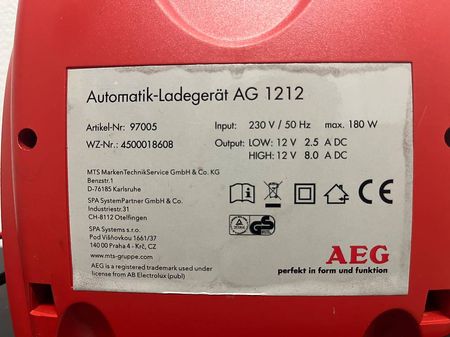 Automatik-Ladegerät AG 1212
Artikel-Nr: 97005
WZ-Nr.: 4500018608
Input: 230 V / 50 Hz max. 180 W
Output: LOW: 12 V 2.5 A DC
HIGH: 12 V 8.0 A DC
MTS MarkenTechnikService GmbH & Co. KG
Benzstr.1
D-76185 Karlsruhe
SPA SystemPartner GmbH & Co.
Industriestr.31
CH-8112 Otelfingen
SPA Systems s.r.o.
Pod Višňovkou 1661/37
140 00 Praha 4 - Krč, CZ
www.mts-gruppe.com
AEG is a registered trademark used under
license from AB Electrolux (publ)
AEG
perfekt in form und funktion